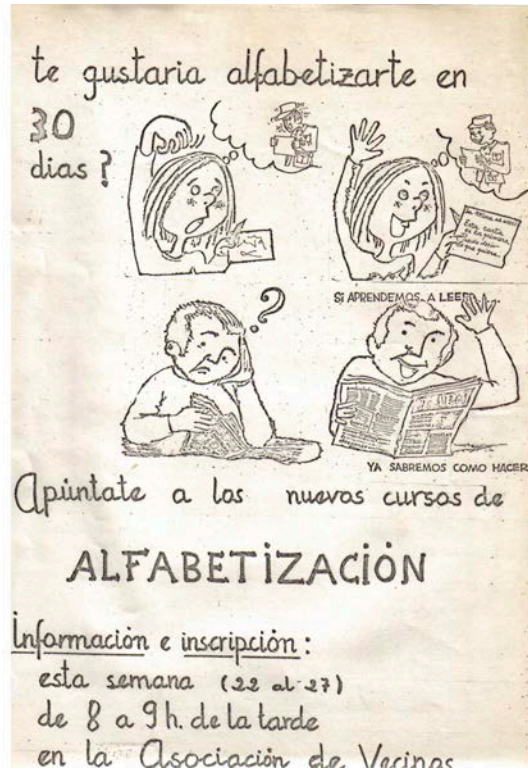 te gustaria alfabetizarte en
30
dias ?
SI APRENDEMOS A LEER
YA SABREMOS COMO HACER
Apúntate a los nuevos cursos de
ALFABETIZACIÓN
Información e inscripción :
esta semana (22 al 27)
de 8 a 9 h. de la tarde
en la Asociación de Vecinos